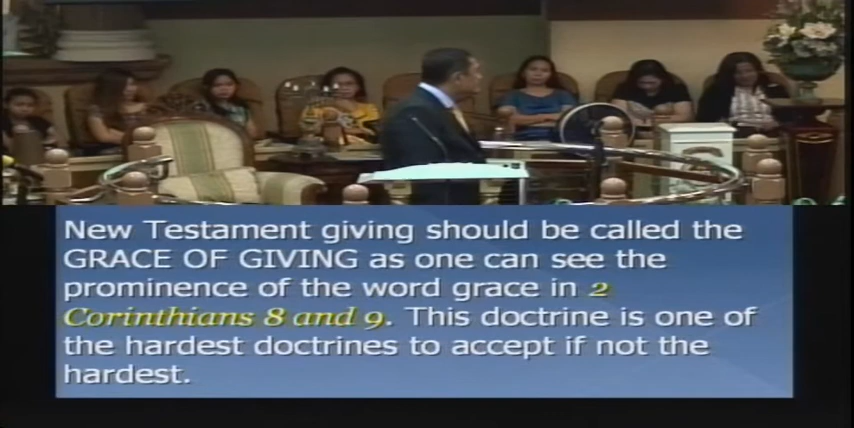 New Testament giving should be called the
GRACE OF GIVING as one can see the
prominence of the word grace in 2
Corinthians 8 and 9. This doctrine is one of
the hardest doctrines to accept if not the
hardest.